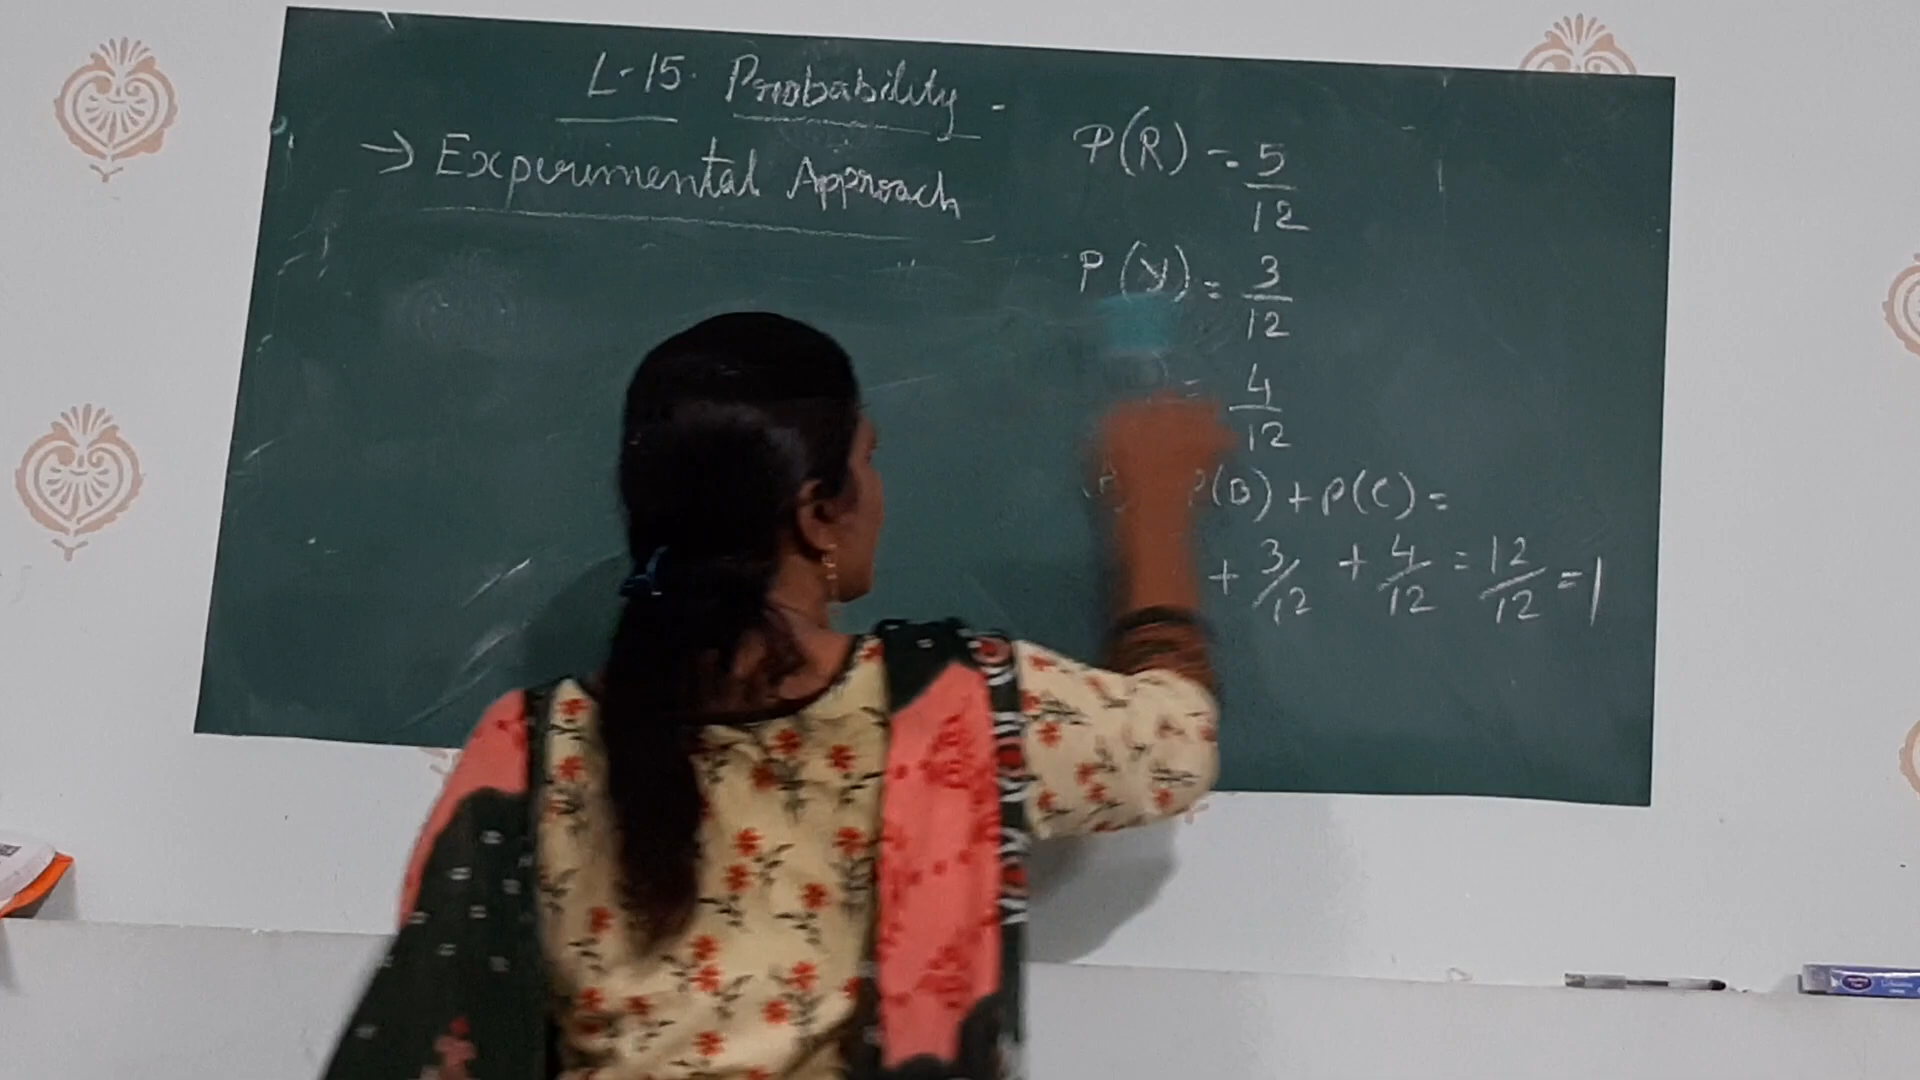 L-15. Probability -
→ Experimental Approach
P(R) = 5/12
P(Y) = 3/12
= 4/12
P(B) + P(C) =
+ 3/12 + 4/12 = 12/12 = 1